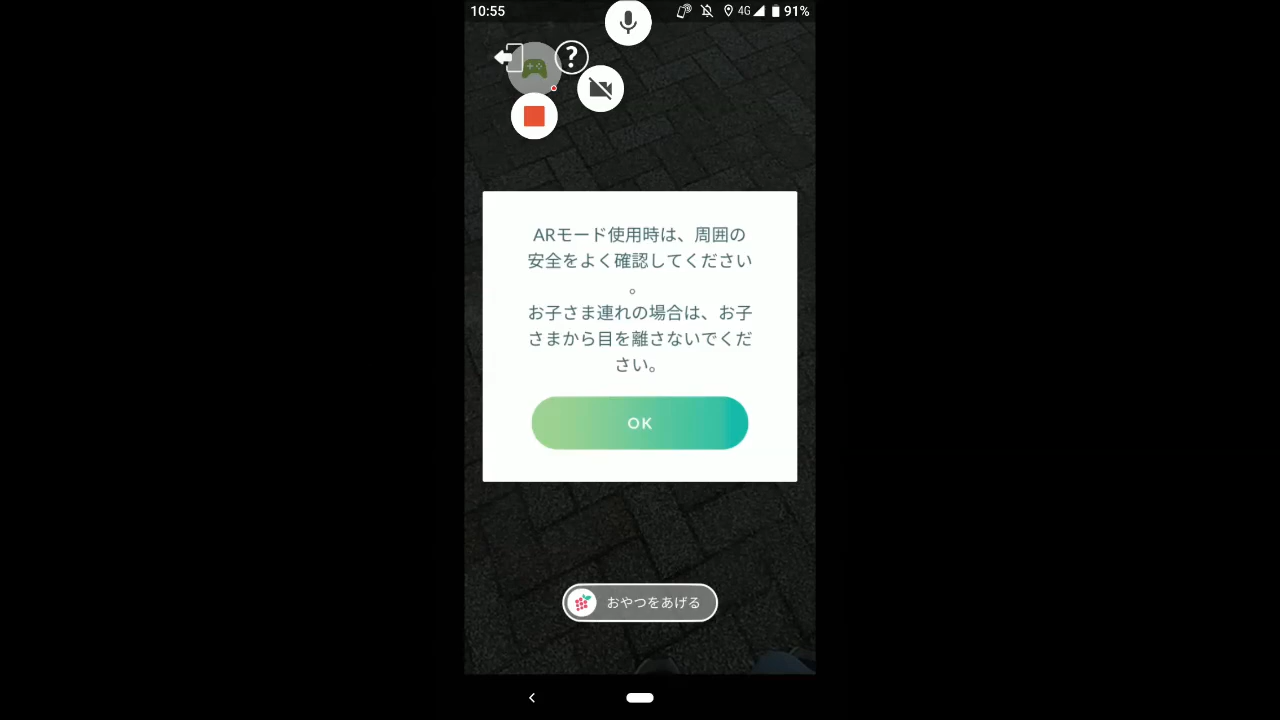 10:55
4G
91%
?
ARモード使用時は、周囲の
安全をよく確認してください
。
お子さま連れの場合は、お子
さまから目を離さないでくだ
さい。
OK
おやつをあげる